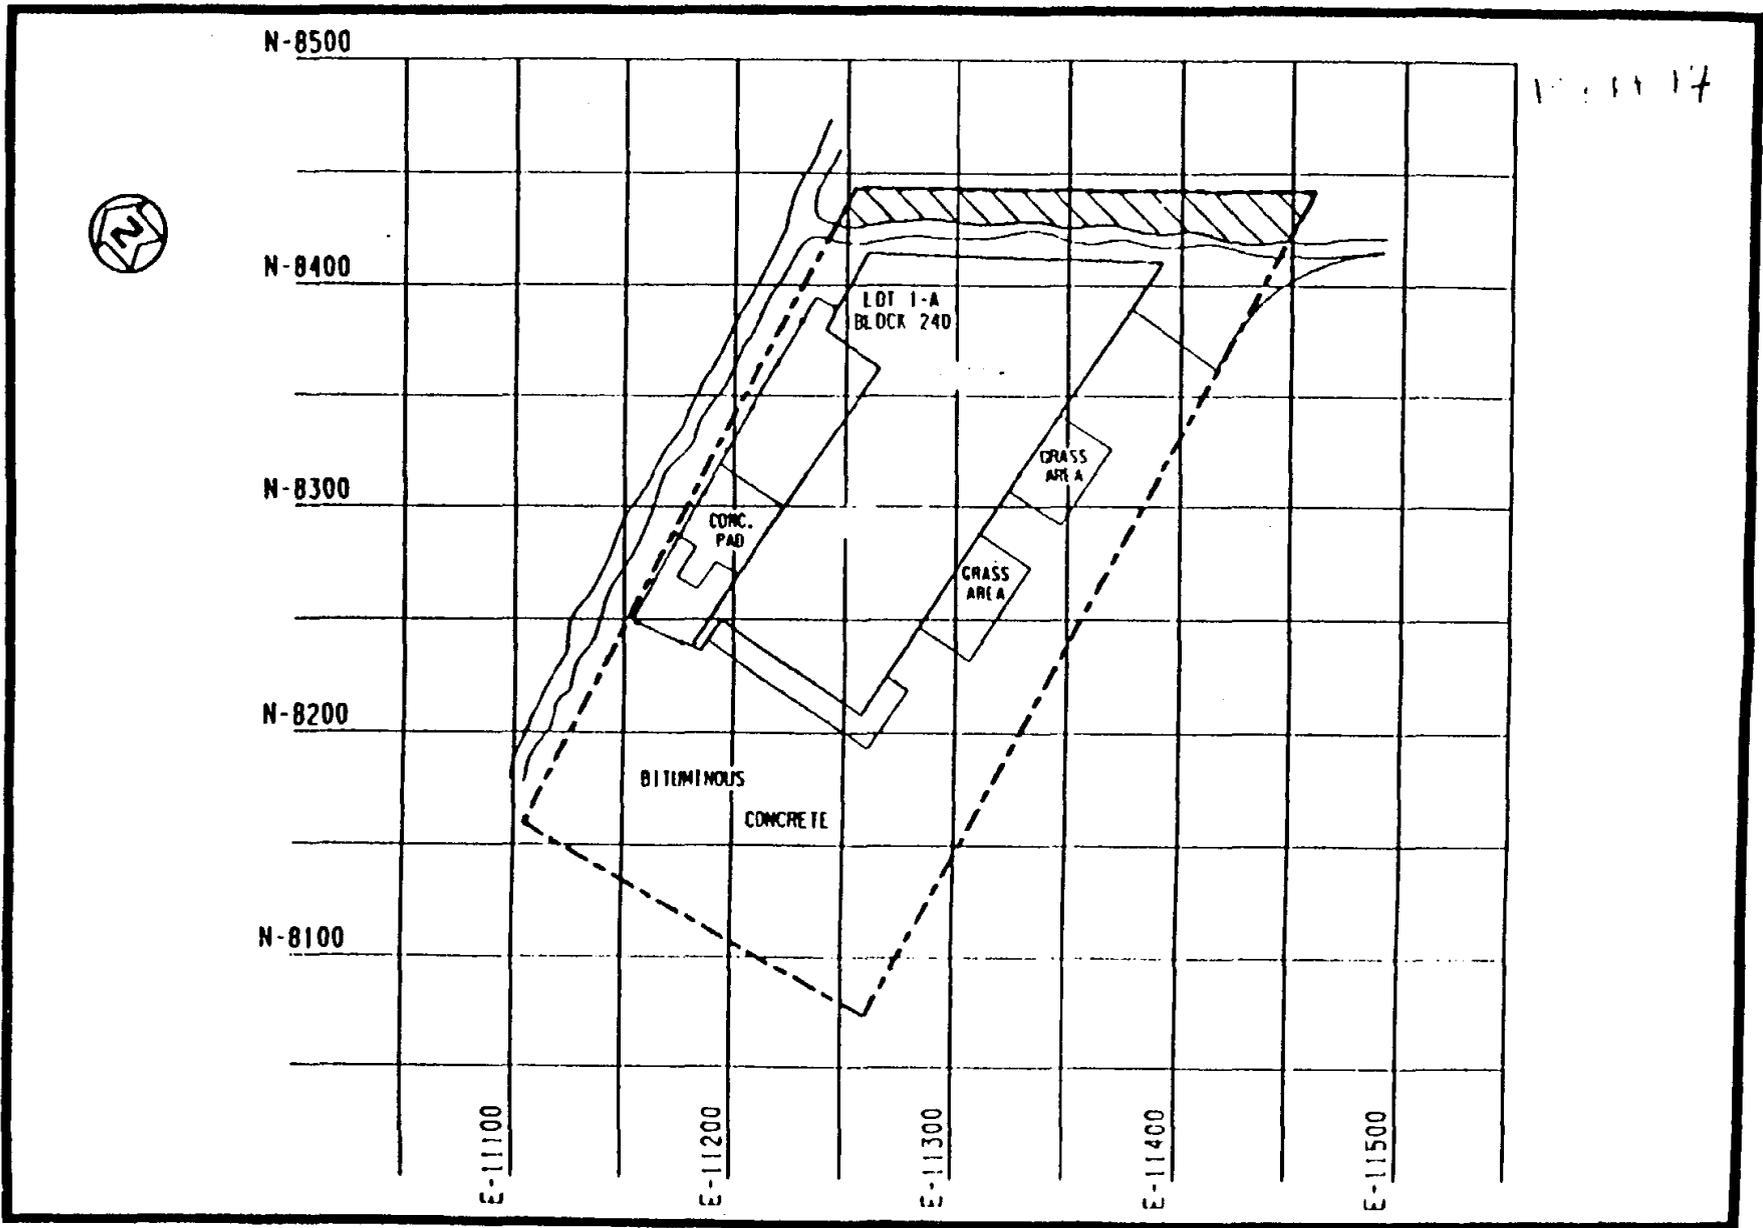 N-8500
N
N-8400
LOT 1-A
BLOCK 240
GRASS
AREA
N-8300
CONC.
PAD
GRASS
AREA
N-8200
BITUMINOUS
CONCRETE
N-8100
E-11100
E-11200
E-11300
E-11400
E-11500